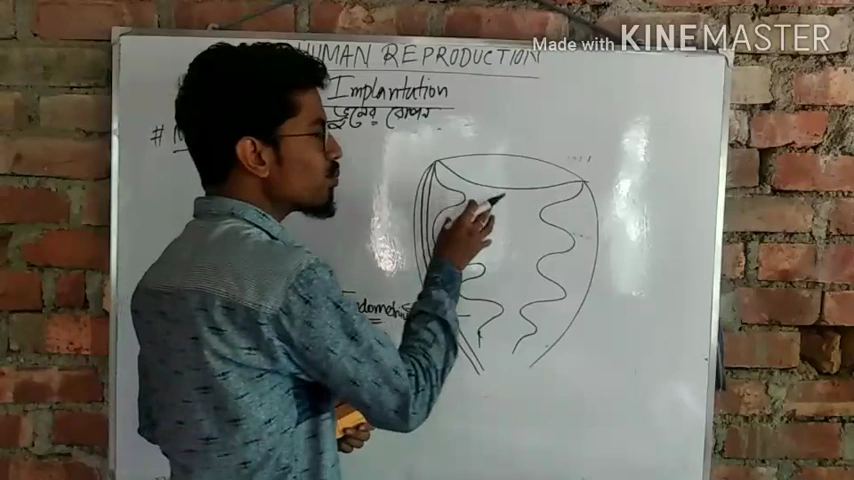 Made with KINEMASTER
HUMAN REPRODUCTION
Implantation
ভ্রূণের রোপন
#